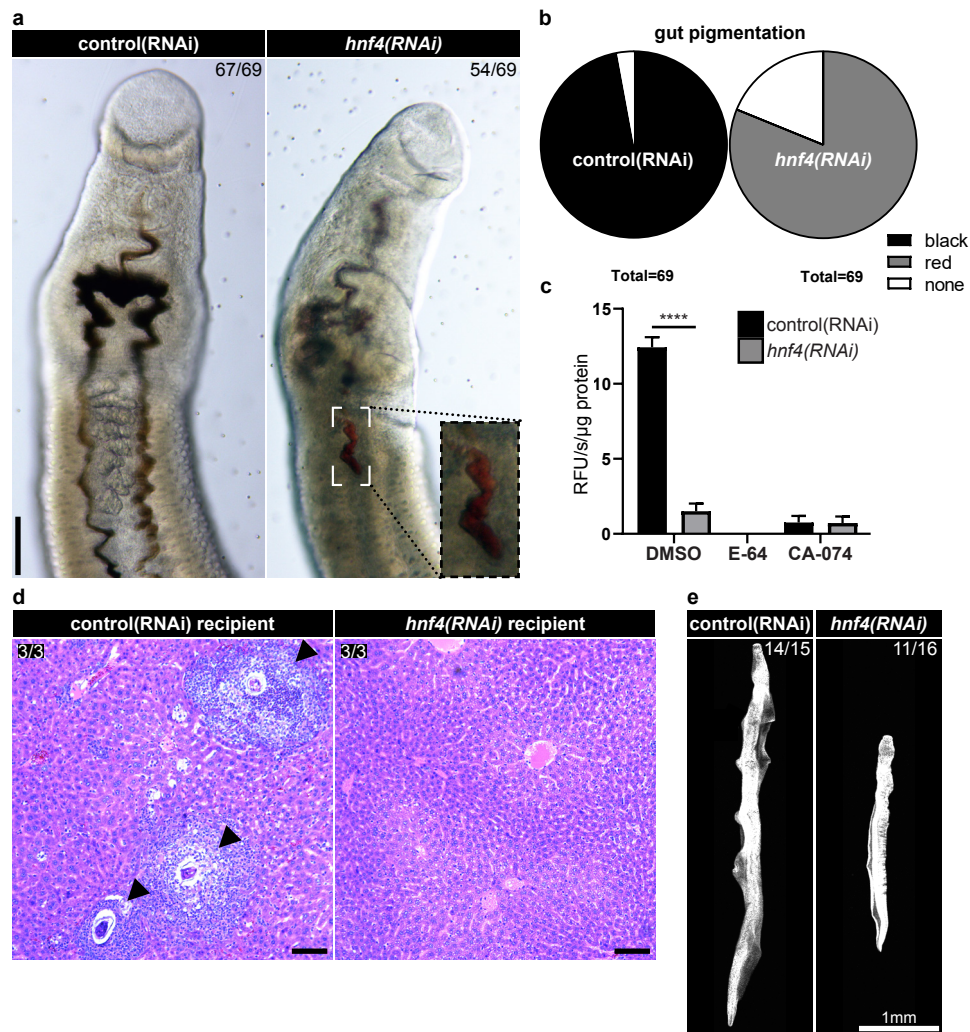 a
control(RNAi)
hnf4(RNAi)
67/69
54/69
b
gut pigmentation
control(RNAi)
hnf4(RNAi)
black
red
none
Total=69
Total=69
c
RFU/s/µg protein
15
10
5
0
****
control(RNAi)
hnf4(RNAi)
DMSO
E-64
CA-074
d
control(RNAi) recipient
hnf4(RNAi) recipient
3/3
3/3
e
control(RNAi)
hnf4(RNAi)
14/15
11/16
1mm